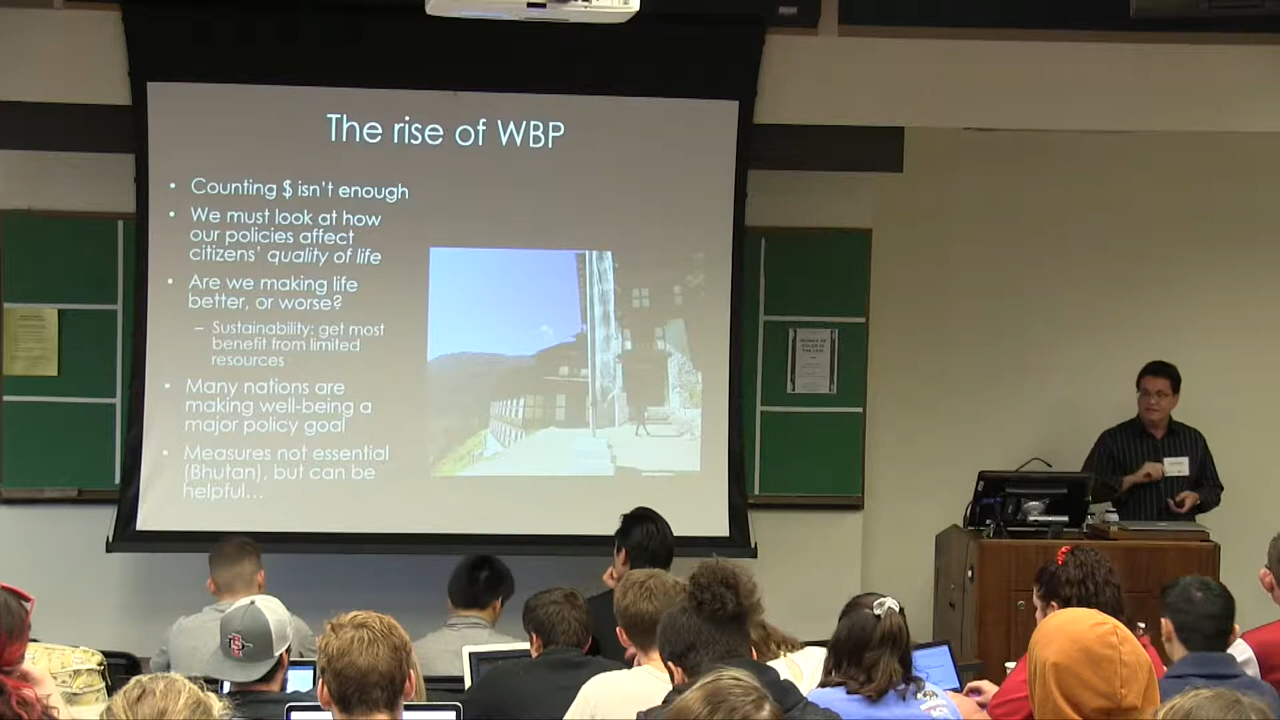 The rise of WBP
• Counting $ isn't enough
• We must look at how
our policies affect
citizens' quality of life
• Are we making life
better, or worse?
– Sustainability: get most
benefit from limited
resources
• Many nations are
making well-being a
major policy goal
• Measures not essential
(Bhutan), but can be
helpful…